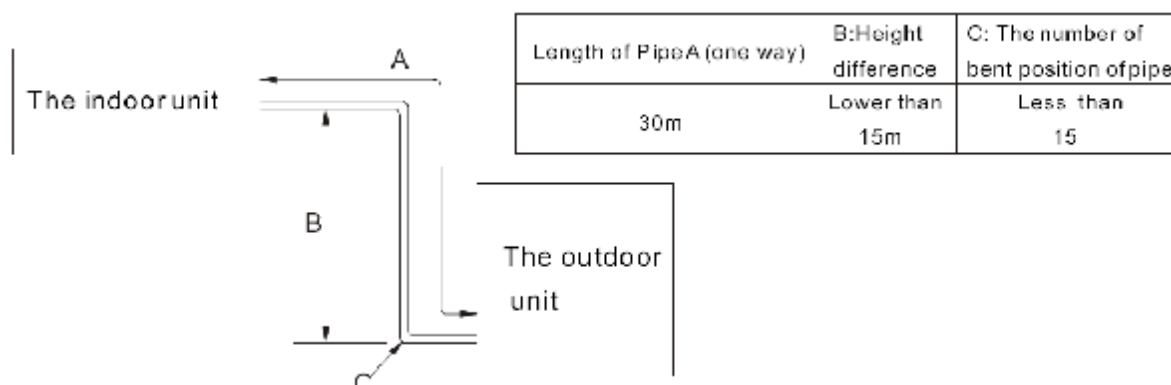 A
The indoor unit
B
The outdoor
unit
C
Length of Pipe A (one way)
B:Height
difference
C: The number of
bent position of pipe
30m
Lower than
15m
Less than
15